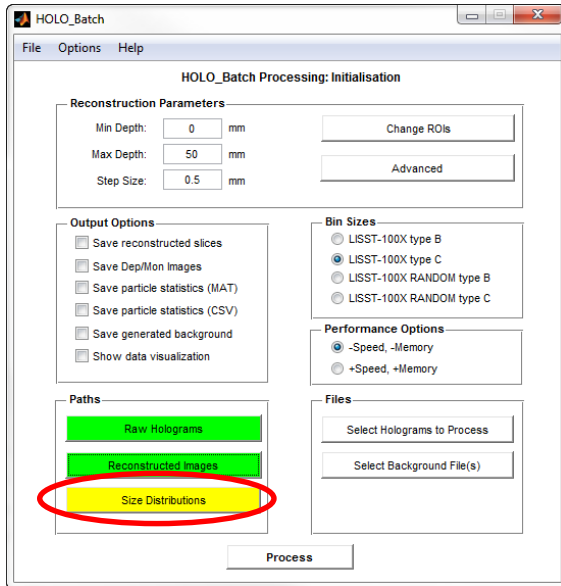 HOLO_Batch
File Options Help
HOLO_Batch Processing: Initialisation
Reconstruction Parameters
Min Depth: 0 mm
Max Depth: 50 mm
Step Size: 0.5 mm
Change ROIs
Advanced
Output Options
Save reconstructed slices
Save Dep/Mon Images
Save particle statistics (MAT)
Save particle statistics (CSV)
Save generated background
Show data visualization
Bin Sizes
LISST-100X type B
LISST-100X type C
LISST-100X RANDOM type B
LISST-100X RANDOM type C
Performance Options
-Speed, -Memory
+Speed, +Memory
Paths
Raw Holograms
Reconstructed Images
Size Distributions
Files
Select Holograms to Process
Select Background File(s)
Process